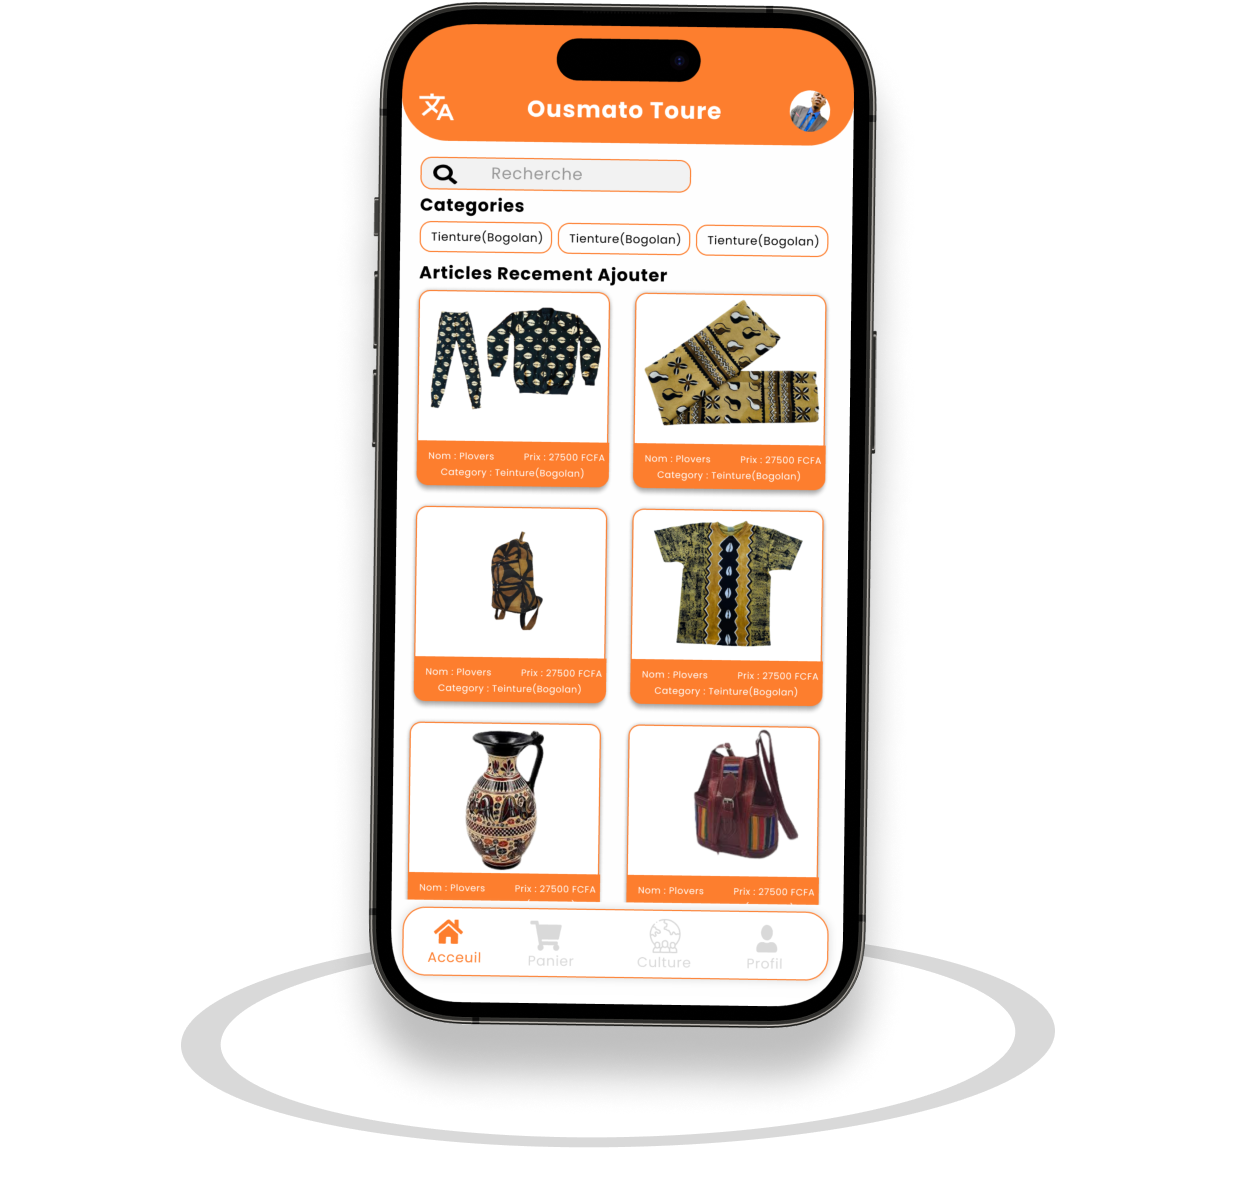 Ousmato Toure
Recherche
Categories
Tienture(Bogolan) Tienture(Bogolan) Tienture(Bogolan)
Articles Recement Ajouter
Nom : Plovers Prix : 27500 FCFA
Category : Teinture(Bogolan)
Nom : Plovers Prix : 27500 FCFA
Category : Teinture(Bogolan)
Nom : Plovers Prix : 27500 FCFA
Category : Teinture(Bogolan)
Nom : Plovers Prix : 27500 FCFA
Category : Teinture(Bogolan)
Nom : Plovers Prix : 27500 FCFA
Nom : Plovers Prix : 27500 FCFA
Acceuil Panier Culture Profil